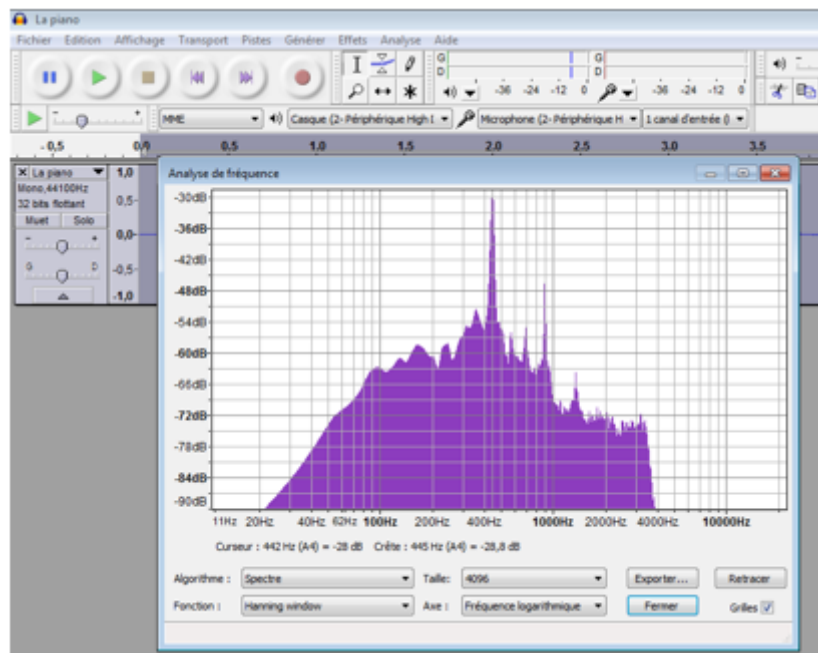 La piano
Fichier Edition Affichage Transport Pistes Générer Effets Analyse Aide
G
D
-36 -24 -12 0
G
D
-36 -24 -12 0
- +
MME
Casque (2- Périphérique High
Microphone (2- Périphérique H
1 canal d'entrée (
-0,5 0,0 0,5 1,0 1,5 2,0 2,5 3,0 3,5
La piano
Mono,44100Hz
32 bits flottant
Muet Solo
- +
G D
1,0
0,5-
0,0-
-0,5-
-1,0
Analyse de fréquence
-30dB
-36dB
-42dB
-48dB
-54dB
-60dB
-66dB
-72dB
-78dB
-84dB
-90dB
11Hz 20Hz 40Hz 62Hz 100Hz 200Hz 400Hz 1000Hz 2000Hz 4000Hz 10000Hz
Curseur : 442 Hz (A4) = -28 dB Crête : 445 Hz (A4) = -28,8 dB
Algorithme : Spectre Taille: 4096 Exporter... Retracer
Fonction : Hanning window Axe : Fréquence logarithmique Fermer Grilles